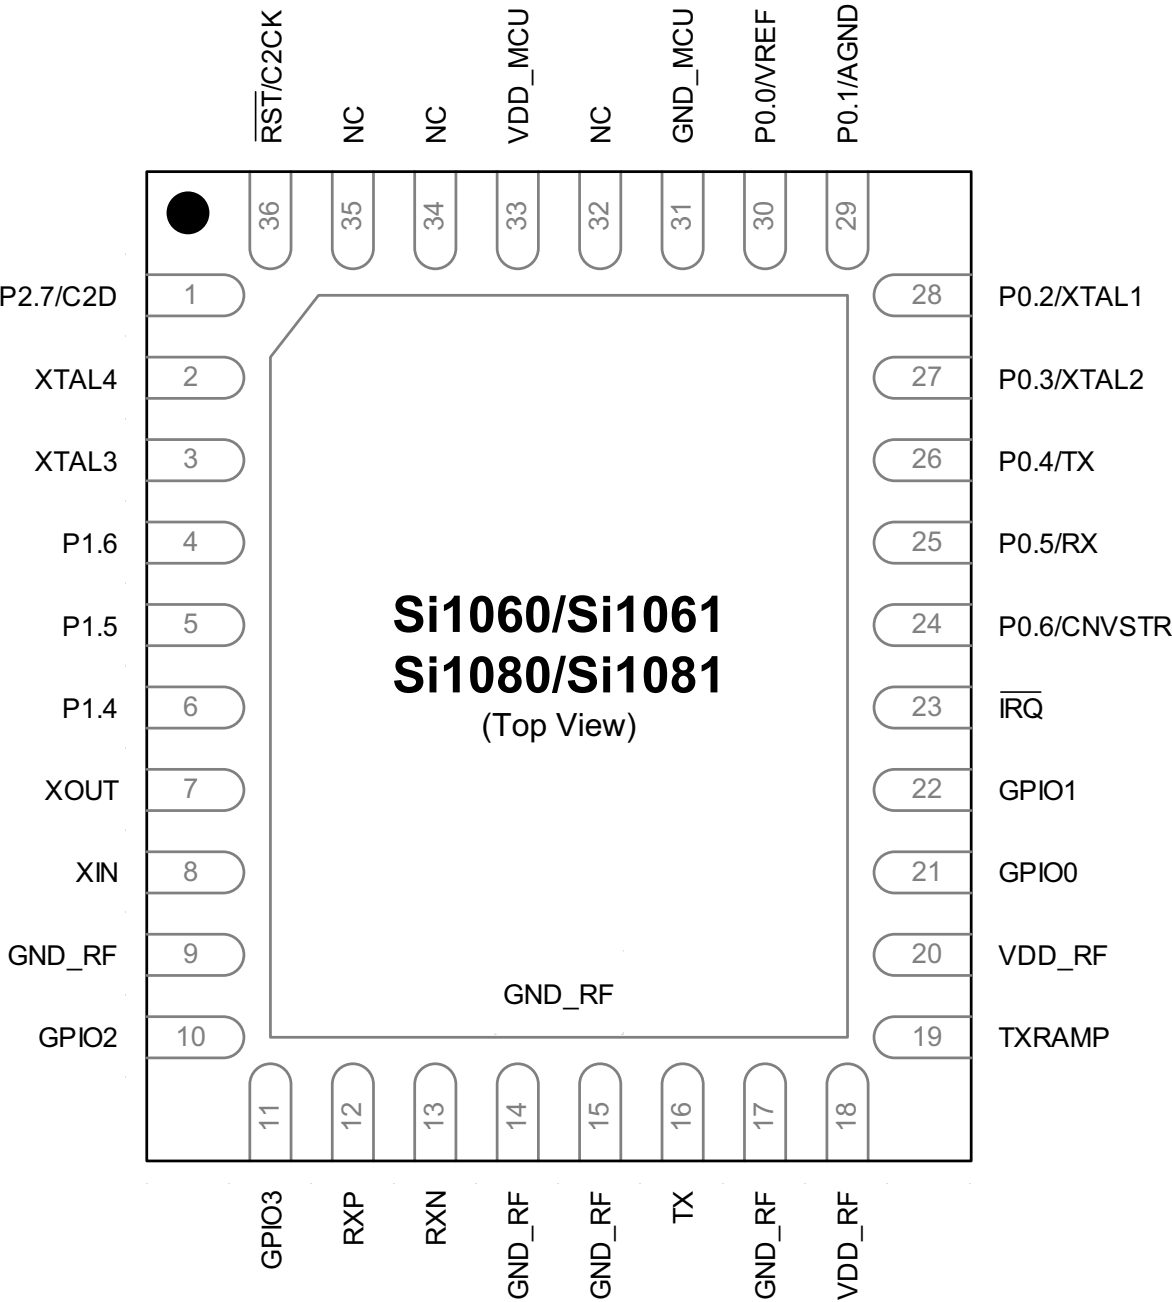 RST/C2CK
NC
NC
VDD_MCU
NC
GND_MCU
P0.0/VREF
P0.1/AGND
36
35
34
33
32
31
30
29
P2.7/C2D
1
28
P0.2/XTAL1
XTAL4
2
27
P0.3/XTAL2
XTAL3
3
26
P0.4/TX
P1.6
4
25
P0.5/RX
P1.5
5
24
P0.6/CNVSTR
P1.4
6
23
IRQ
XOUT
7
22
GPIO1
XIN
8
21
GPIO0
GND_RF
9
20
VDD_RF
GPIO2
10
19
TXRAMP
Si1060/Si1061
Si1080/Si1081
(Top View)
GND_RF
11
12
13
14
15
16
17
18
GPIO3
RXP
RXN
GND_RF
GND_RF
TX
GND_RF
VDD_RF